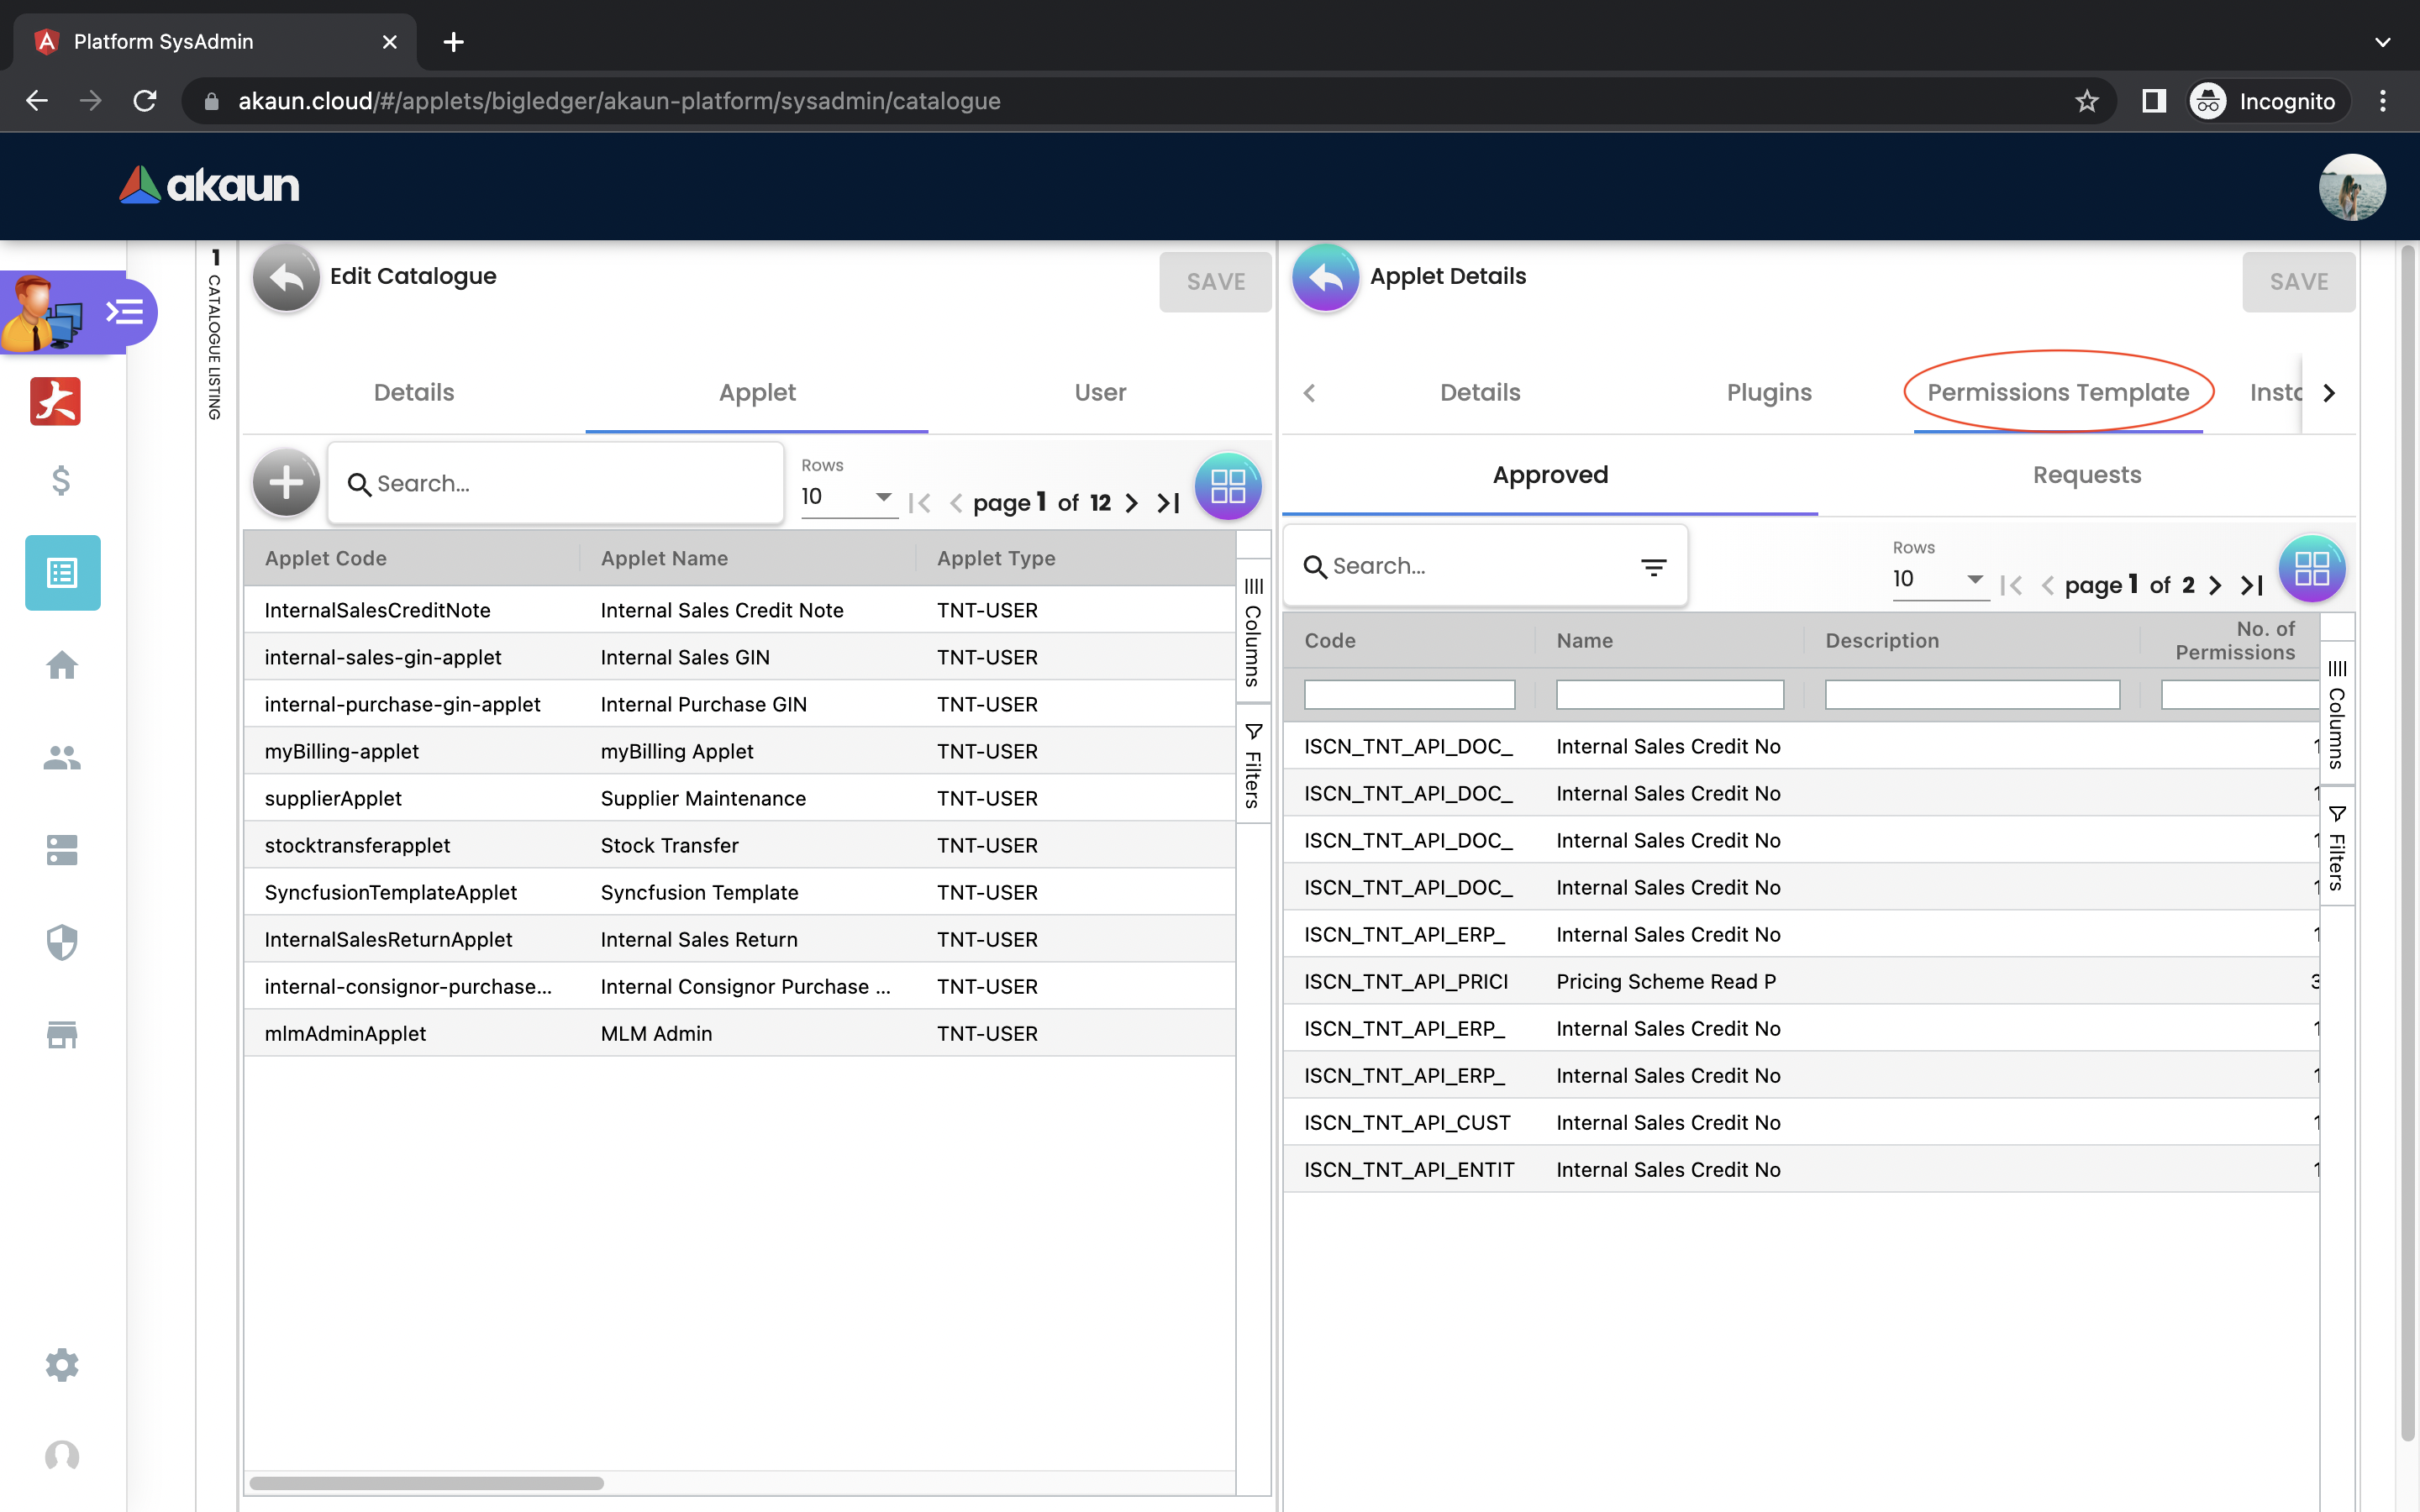 Platform SysAdmin
akaun.cloud/#/applets/bigledger/akaun-platform/sysadmin/catalogue
Incognito
akaun
1 CATALOGUE LISTING
Edit Catalogue
SAVE
Details
Applet
User
Search...
Rows
10
page 1 of 12
Applet Code Applet Name Applet Type
InternalSalesCreditNote Internal Sales Credit Note TNT-USER
internal-sales-gin-applet Internal Sales GIN TNT-USER
internal-purchase-gin-applet Internal Purchase GIN TNT-USER
myBilling-applet myBilling Applet TNT-USER
supplierApplet Supplier Maintenance TNT-USER
stocktransferapplet Stock Transfer TNT-USER
SyncfusionTemplateApplet Syncfusion Template TNT-USER
InternalSalesReturnApplet Internal Sales Return TNT-USER
internal-consignor-purchase... Internal Consignor Purchase ... TNT-USER
mlmAdminApplet MLM Admin TNT-USER
Columns
Filters
Applet Details
SAVE
Details
Plugins
Permissions Template
Approved
Requests
Search...
Rows
10
page 1 of 2
Code Name Description No. of Permissions
ISCN_TNT_API_DOC_ Internal Sales Credit No 1
ISCN_TNT_API_DOC_ Internal Sales Credit No 1
ISCN_TNT_API_DOC_ Internal Sales Credit No 1
ISCN_TNT_API_DOC_ Internal Sales Credit No 1
ISCN_TNT_API_ERP_ Internal Sales Credit No 1
ISCN_TNT_API_PRICI Pricing Scheme Read P 3
ISCN_TNT_API_ERP_ Internal Sales Credit No 1
ISCN_TNT_API_ERP_ Internal Sales Credit No 1
ISCN_TNT_API_CUST Internal Sales Credit No 1
ISCN_TNT_API_ENTIT Internal Sales Credit No 1
Columns
Filters